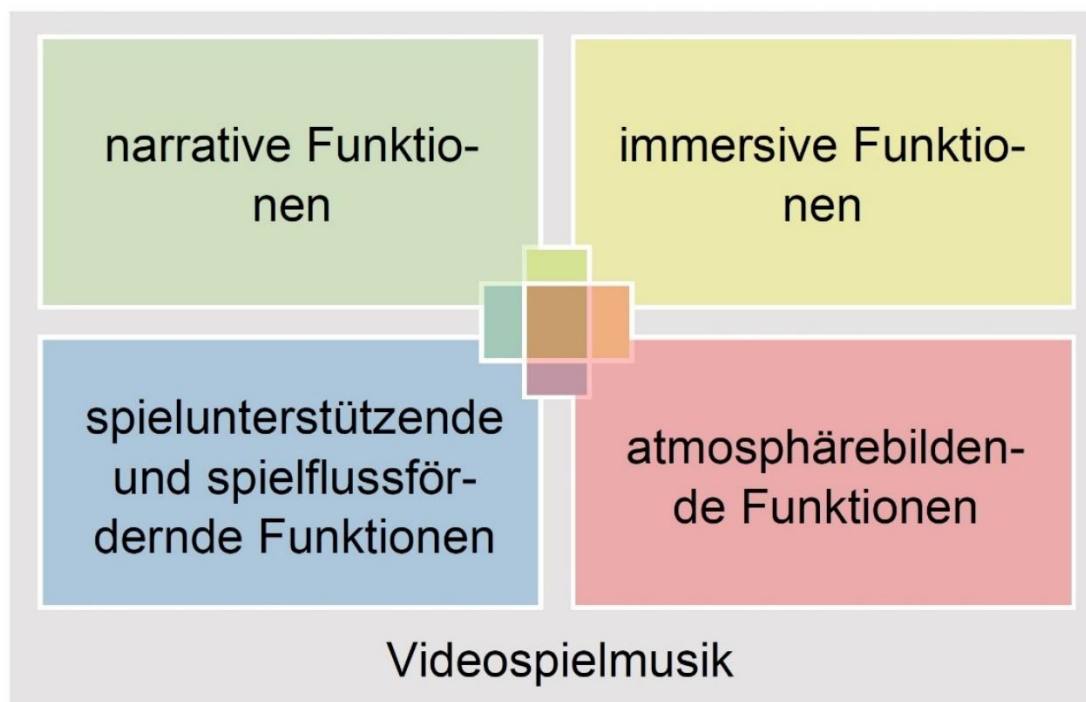 narrative Funktio-
nen
immersive Funktio-
nen
spielunterstützende
und spielflussför-
dernde Funktionen
atmosphärebilden-
de Funktionen
Videospielmusik